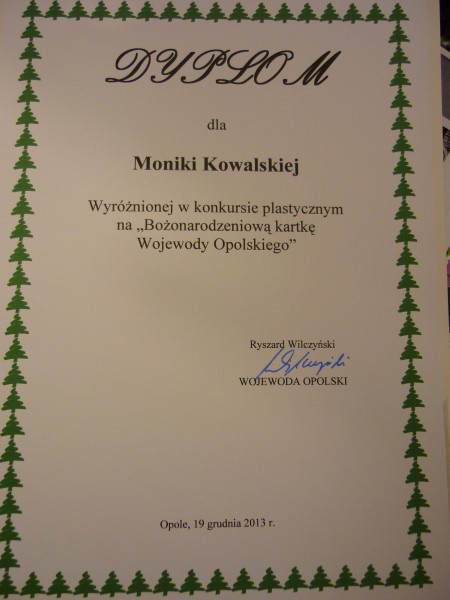 DYPLOM
dla
Moniki Kowalskiej
Wyróżnionej w konkursie plastycznym
na „Bożonarodzeniową kartkę
Wojewody Opolskiego”
Ryszard Wilczyński
WOJEWODA OPOLSKI
Opole, 19 grudnia 2013 r.